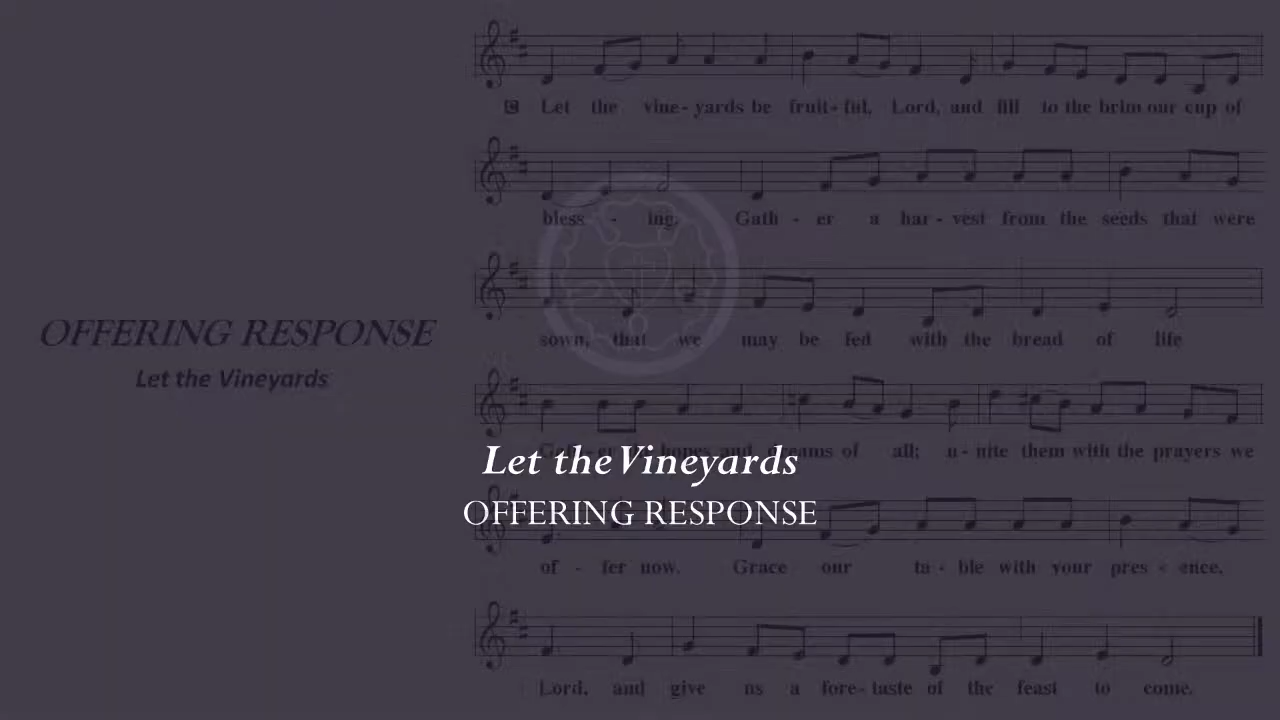 OFFERING RESPONSE
Let the Vineyards
Let the vine- yards be fruit- ful, Lord, and fill to the brim our cup of
bless - ing. Gath - er a har - vest from the seeds that were
sown, that we may be fed with the bread of life
hopes and dreams of all; u - nite them with the prayers we
of - fer now. Grace our ta - ble with your pres - ence,
Lord, and give us a fore- taste of the feast to come.
Let the Vineyards
OFFERING RESPONSE